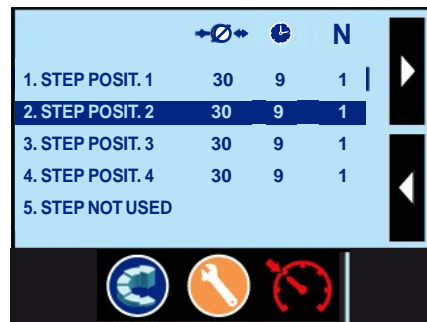 N
1. STEP POSIT. 1 30 9 1
2. STEP POSIT. 2 30 9 1
3. STEP POSIT. 3 30 9 1
4. STEP POSIT. 4 30 9 1
5. STEP NOT USED